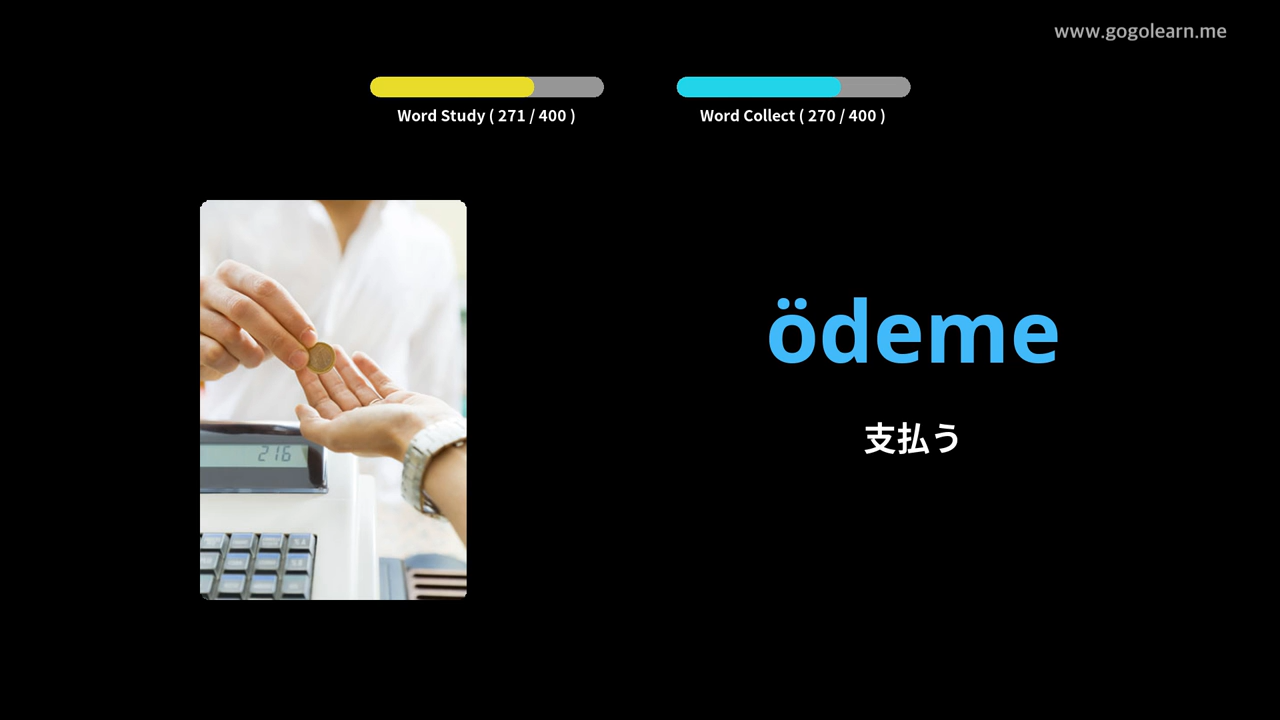 www.gogolearn.me
Word Study ( 271 / 400 )
Word Collect ( 270 / 400 )
ödeme
支払う
216